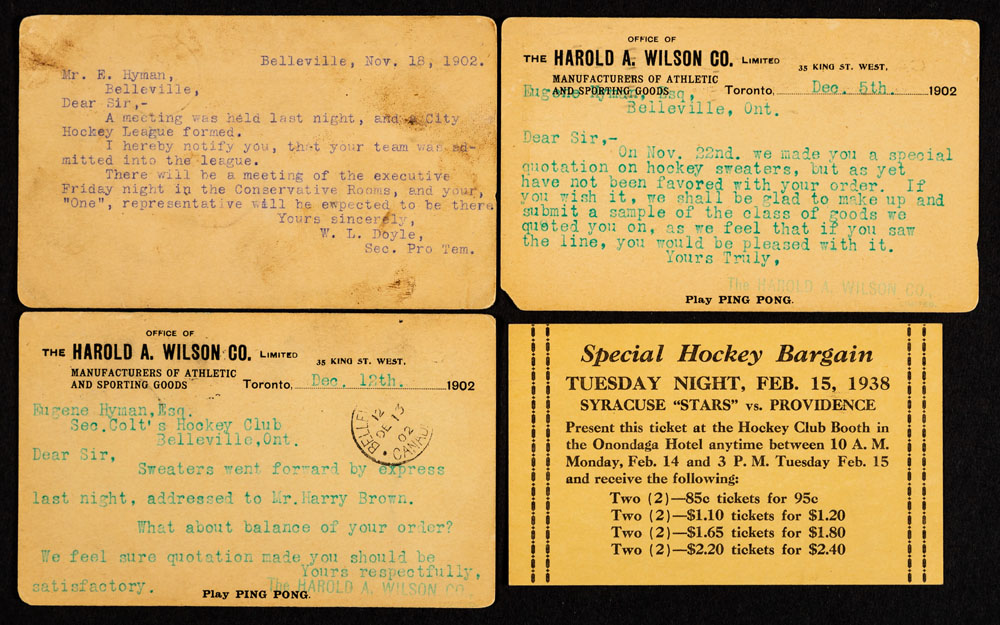 Belleville, Nov. 18, 1902.
Mr. E. Hyman,
Belleville,
Dear Sir,-
A meeting was held last night, and a City
Hockey League formed.
I hereby notify you, that your team was ad-
mitted into the league.
There will be a meeting of the executive
Friday night in the Conservative Rooms, and your,
"One", representative will be expected to be there
Yours sincerely,
W. L. Doyle,
Sec. Pro Tem.
OFFICE OF
THE HAROLD A. WILSON CO. LIMITED
35 KING ST. WEST,
MANUFACTURERS OF ATHLETIC
AND SPORTING GOODS
Toronto, Dec. 5th. 1902
Eugene Hyman, Esq,
Belleville, Ont.
Dear Sir,-
On Nov. 22nd. we made you a special
quotation on hockey sweaters, but as yet
have not been favored with your order. If
you wish it, we shall be glad to make up and
submit a sample of the class of goods we
quoted you on, as we feel that if you saw
the line, you would be pleased with it.
Yours Truly,
The HAROLD A. WILSON CO.
LIMITED
Play PING PONG.
OFFICE OF
THE HAROLD A. WILSON CO. LIMITED
35 KING ST. WEST,
MANUFACTURERS OF ATHLETIC
AND SPORTING GOODS
Toronto, Dec. 12th. 1902
Eugene Hyman,Esq.
Sec.Colt's Hockey Club
Belleville,Ont.
BELLE
12
DE 13
02
CANADA
Dear Sir,
Sweaters went forward by express
last night, addressed to Mr.Harry Brown.
What about balance of your order?
We feel sure quotation made you should be
Yours respectfully,
satisfactory.
The HAROLD A. WILSON CO.
Play PING PONG.
Special Hockey Bargain
TUESDAY NIGHT, FEB. 15, 1938
SYRACUSE "STARS" vs. PROVIDENCE
Present this ticket at the Hockey Club Booth in
the Onondaga Hotel anytime between 10 A. M.
Monday, Feb. 14 and 3 P. M. Tuesday Feb. 15
and receive the following:
Two (2)—85c tickets for 95c
Two (2)—$1.10 tickets for $1.20
Two (2)—$1.65 tickets for $1.80
Two (2)—$2.20 tickets for $2.40